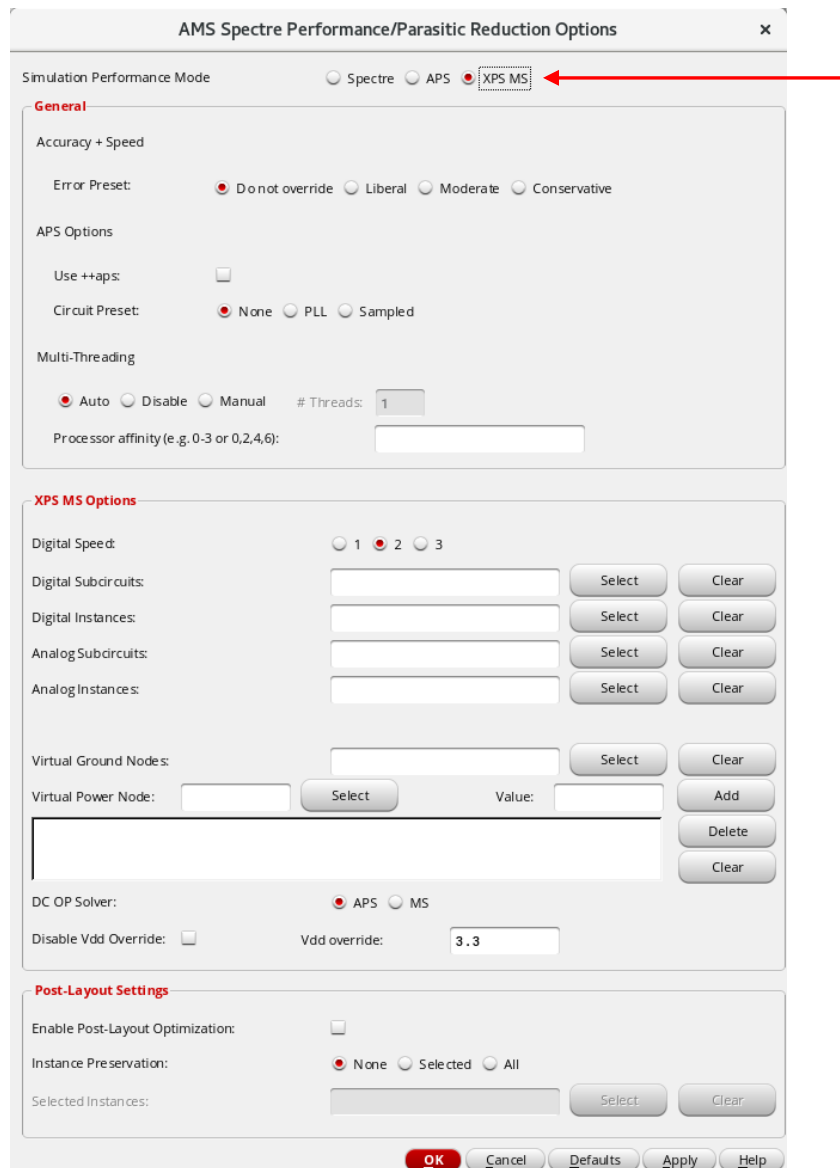 AMS Spectre Performance/Parasitic Reduction Options ×
Simulation Performance Mode Spectre APS XPS MS
General
Accuracy + Speed
Error Preset: Do not override Liberal Moderate Conservative
APS Options
Use ++aps:
Circuit Preset: None PLL Sampled
Multi-Threading
Auto Disable Manual # Threads: 1
Processor affinity (e.g. 0-3 or 0,2,4,6):
XPS MS Options
Digital Speed: 1 2 3
Digital Subcircuits: Select Clear
Digital Instances: Select Clear
Analog Subcircuits: Select Clear
Analog Instances: Select Clear
Virtual Ground Nodes: Select Clear
Virtual Power Node: Select Value: Add
Delete
Clear
DC OP Solver: APS MS
Disable Vdd Override: Vdd override: 3.3
Post-Layout Settings
Enable Post-Layout Optimization:
Instance Preservation: None Selected All
Selected Instances: Select Clear
OK Cancel Defaults Apply Help